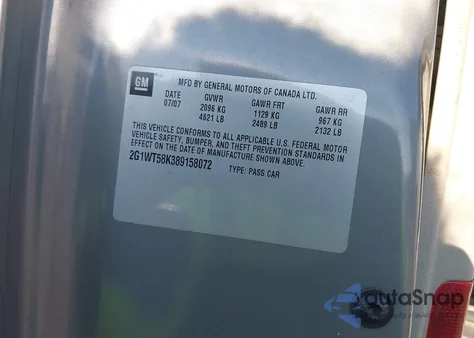 GM
MFD BY GENERAL MOTORS OF CANADA LTD.
DATE GVWR GAWR FRT GAWR RR
07/07 2096 KG 1129 KG 967 KG
4621 LB 2489 LB 2132 LB
THIS VEHICLE CONFORMS TO ALL APPLICABLE U.S. FEDERAL MOTOR
VEHICLE SAFETY, BUMPER, AND THEFT PREVENTION STANDARDS IN
EFFECT ON THE DATE OF MANUFACTURE SHOWN ABOVE.
2G1WT58K389158072 TYPE: PASS CAR
autoSnap